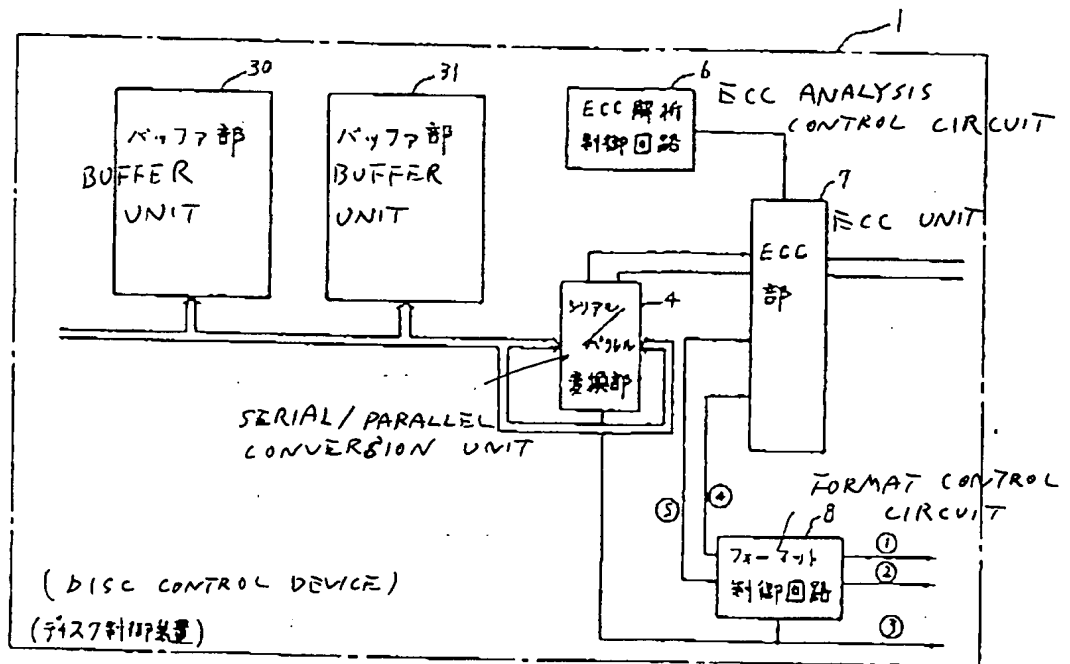 1
30
31
6
バッファ部
BUFFER
UNIT
バッファ部
BUFFER
UNIT
ECC 解析
制御回路
ECC ANALYSIS
CONTROL CIRCUIT
7
ECC UNIT
ECC
部
4
シリアル
パラレル
変換部
SERIAL/PARALLEL
CONVERSION UNIT
⑤
④
FORMAT CONTROL
CIRCUIT
8
フォーマット
制御回路
①
②
③
(DISC CONTROL DEVICE)
(ディスク制御装置)